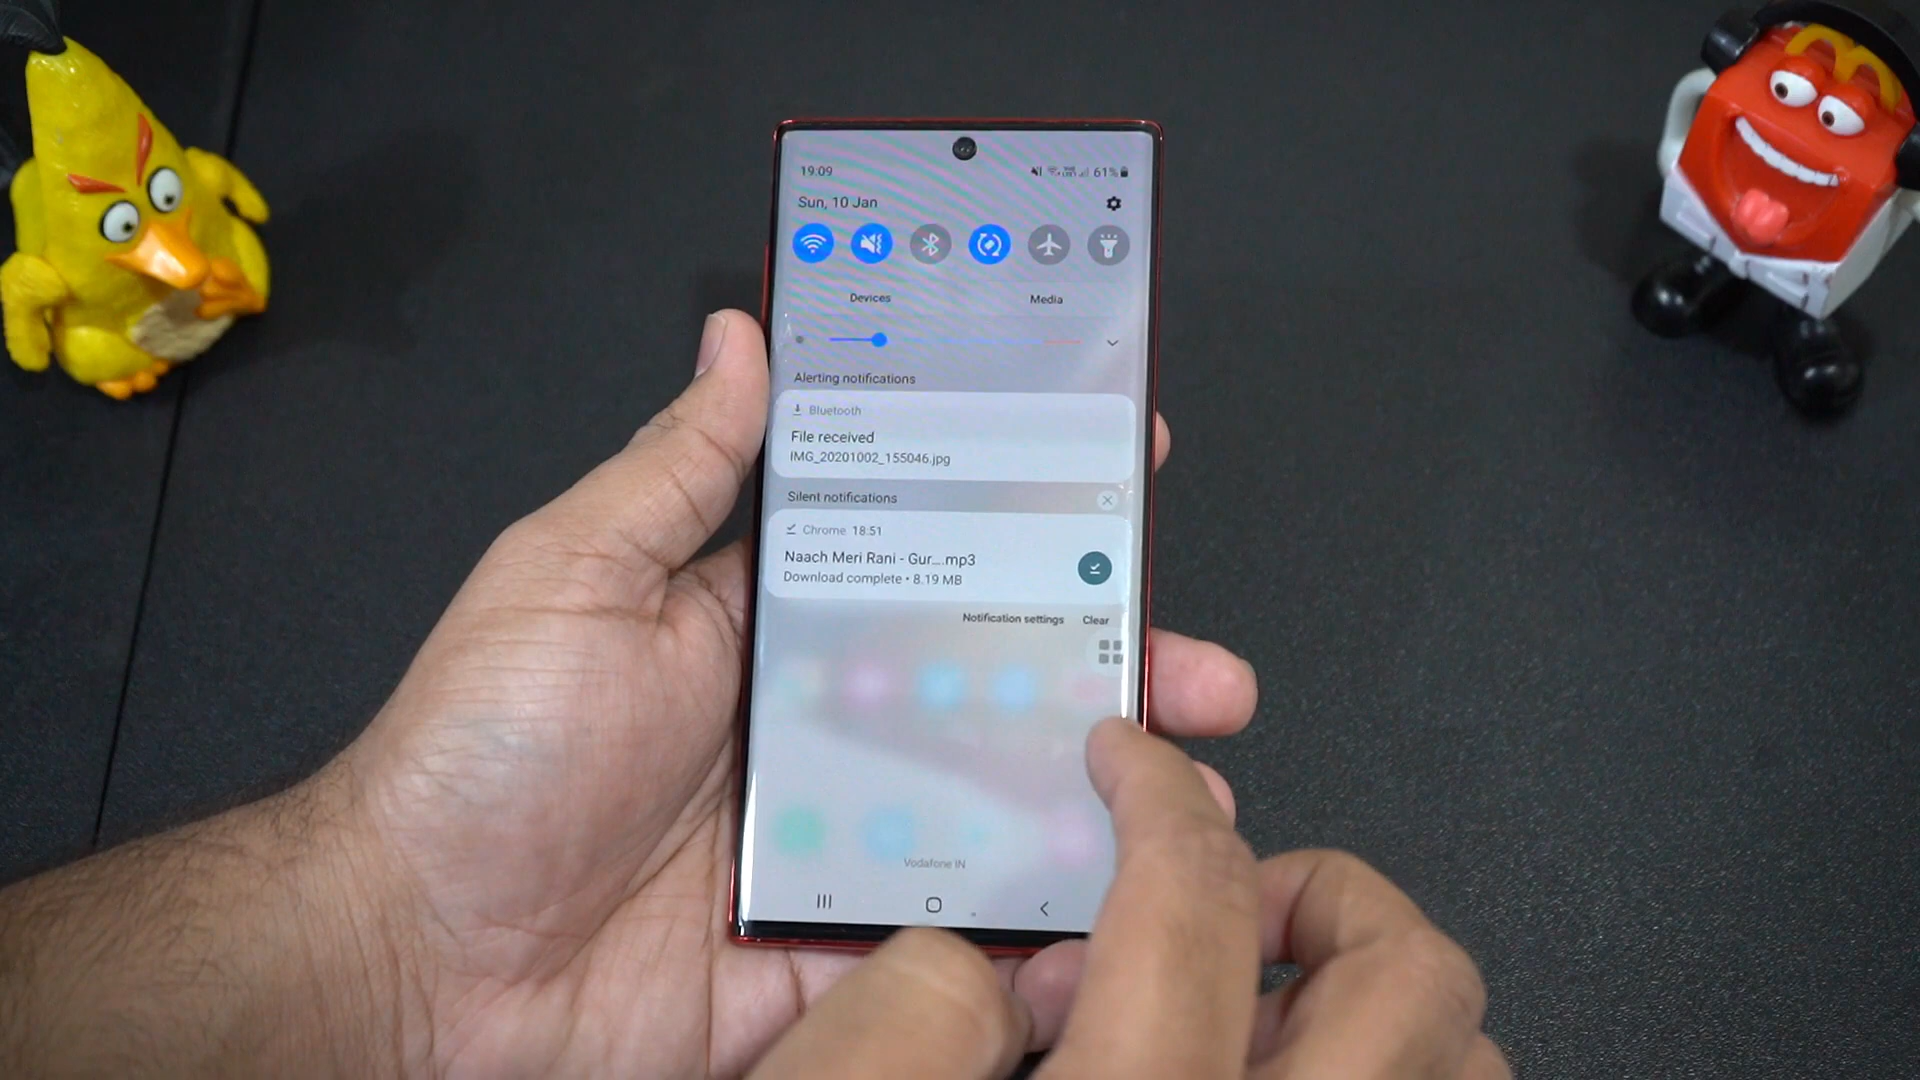 19:09
61%
Sun, 10 Jan
Devices
Media
Alerting notifications
Bluetooth
File received
IMG_20201002_155046.jpg
Silent notifications
Chrome 18:51
Naach Meri Rani - Gur....mp3
Download complete • 8.19 MB
Notification settings
Clear
Vodafone IN